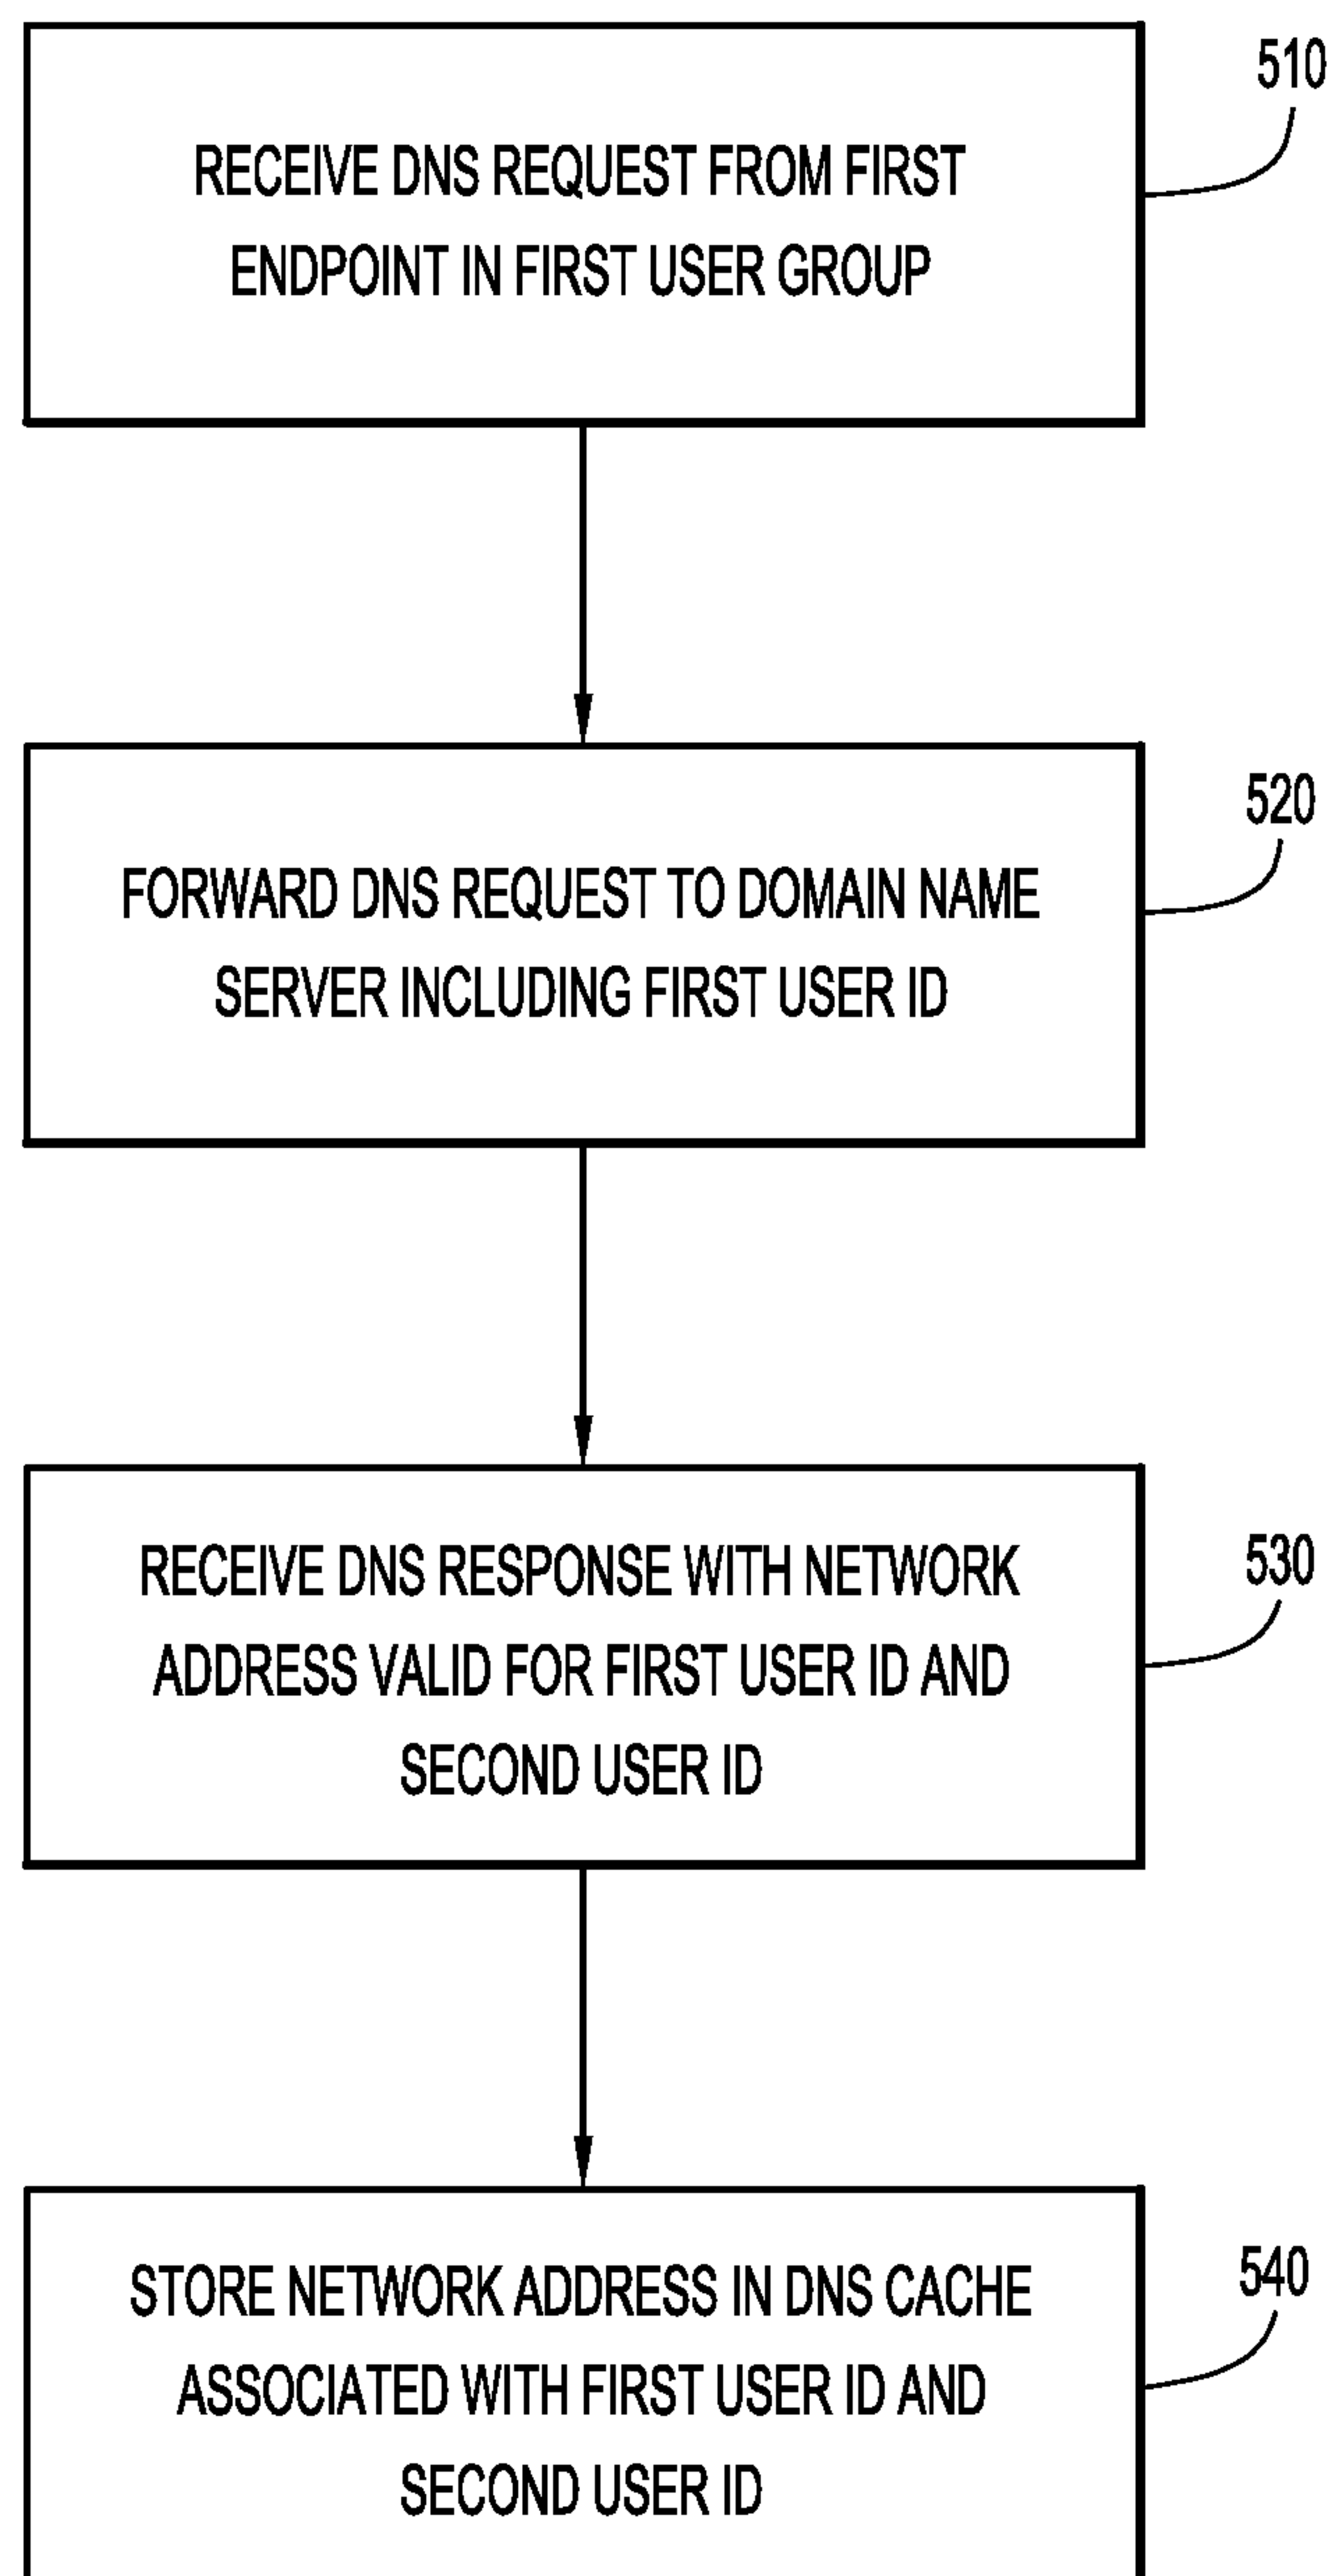 RECEIVE DNS REQUEST FROM FIRST
ENDPOINT IN FIRST USER GROUP
510
FORWARD DNS REQUEST TO DOMAIN NAME
SERVER INCLUDING FIRST USER ID
520
RECEIVE DNS RESPONSE WITH NETWORK
ADDRESS VALID FOR FIRST USER ID AND
SECOND USER ID
530
STORE NETWORK ADDRESS IN DNS CACHE
ASSOCIATED WITH FIRST USER ID AND
SECOND USER ID
540